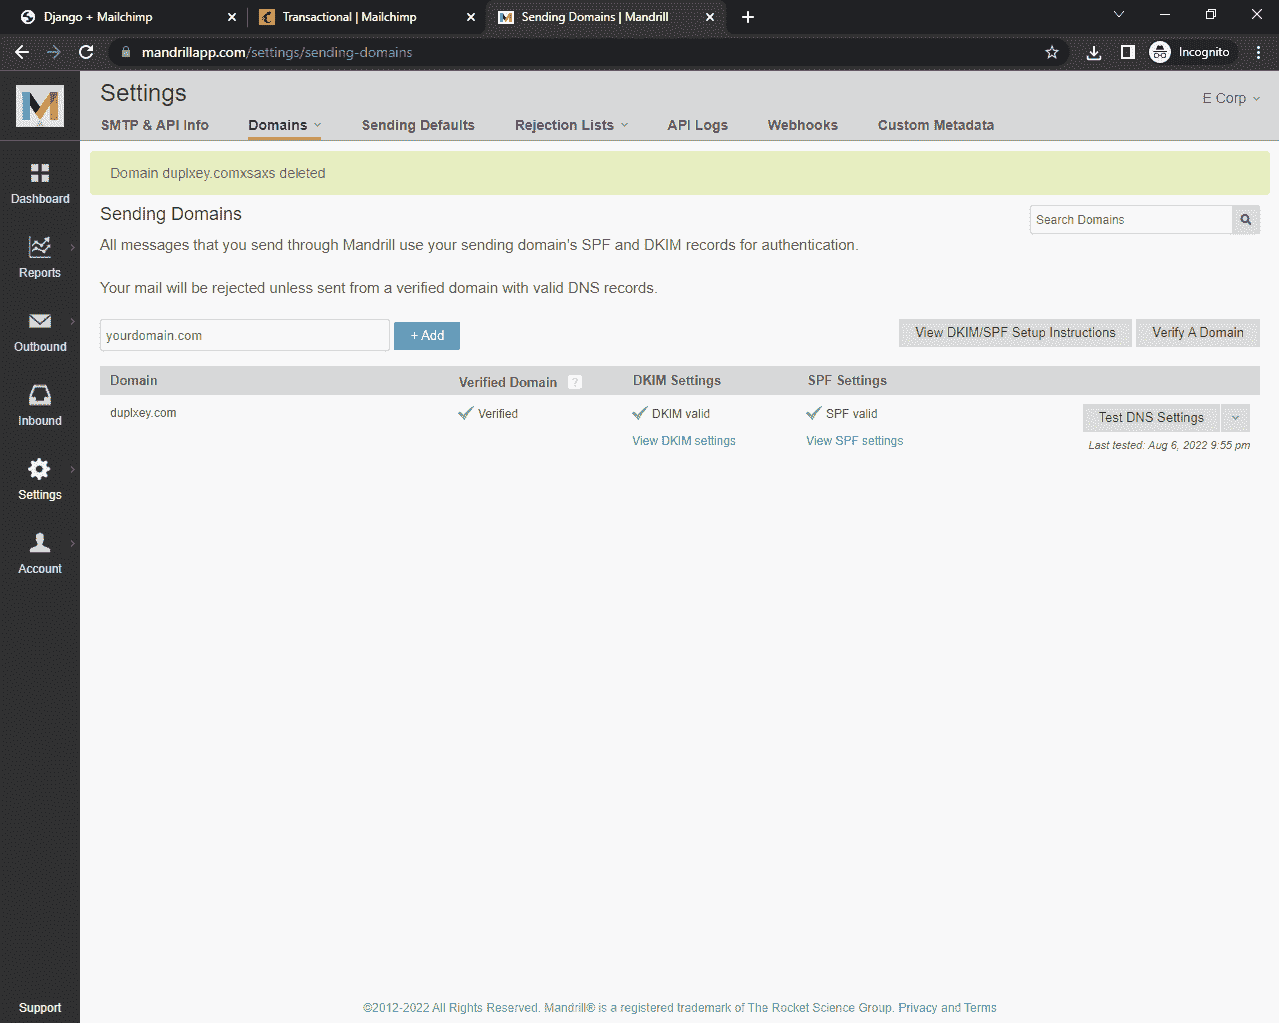 Django + Mailchimp
Transactional | Mailchimp
Sending Domains | Mandrill
mandrillapp.com/settings/sending-domains
Incognito
Settings
E Corp
SMTP & API Info
Domains
Sending Defaults
Rejection Lists
API Logs
Webhooks
Custom Metadata
Domain duplxey.comxsaxs deleted
Dashboard
Reports
Outbound
Inbound
Settings
Account
Support
Sending Domains
Search Domains
All messages that you send through Mandrill use your sending domain's SPF and DKIM records for authentication.
Your mail will be rejected unless sent from a verified domain with valid DNS records.
yourdomain.com
+ Add
View DKIM/SPF Setup Instructions
Verify A Domain
Domain
Verified Domain ?
DKIM Settings
SPF Settings
duplxey.com
Verified
DKIM valid
SPF valid
Test DNS Settings
View DKIM settings
View SPF settings
Last tested: Aug 6, 2022 9:55 pm
©2012-2022 All Rights Reserved. Mandrill® is a registered trademark of The Rocket Science Group. Privacy and Terms